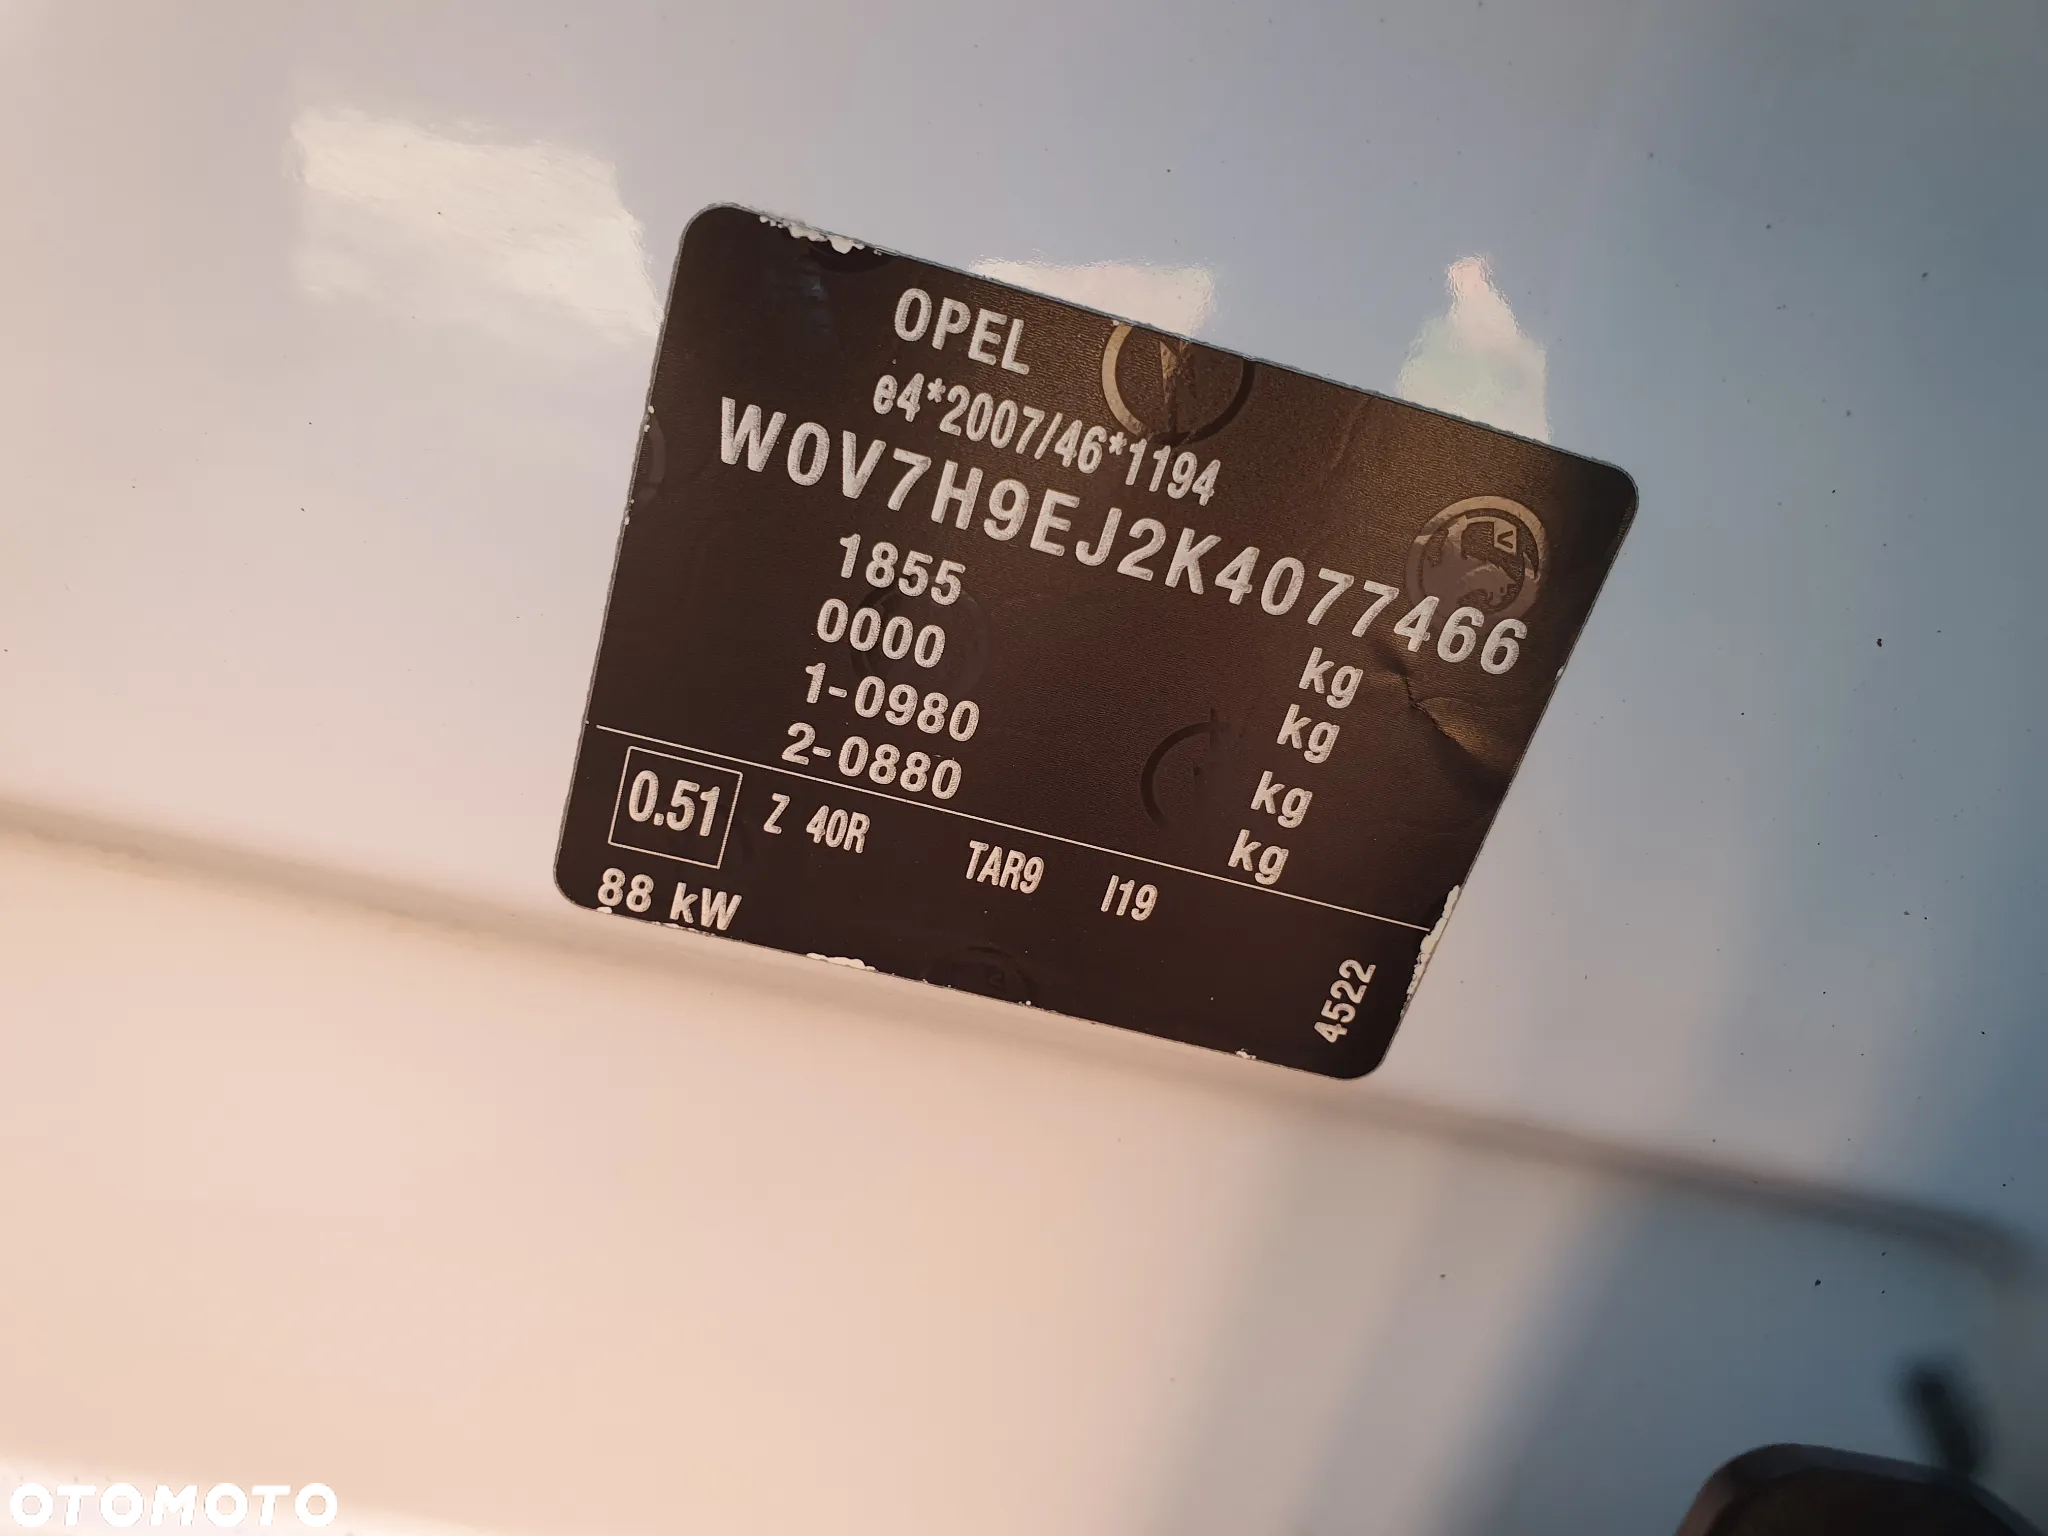 OPEL
e4*2007/46*1194
W0V7H9EJ2K4077466
1855 kg
0000 kg
1-0980 kg
2-0880 kg
0.51 Z 40R TAR9 I19
88 kW
4522
OTOMOTO